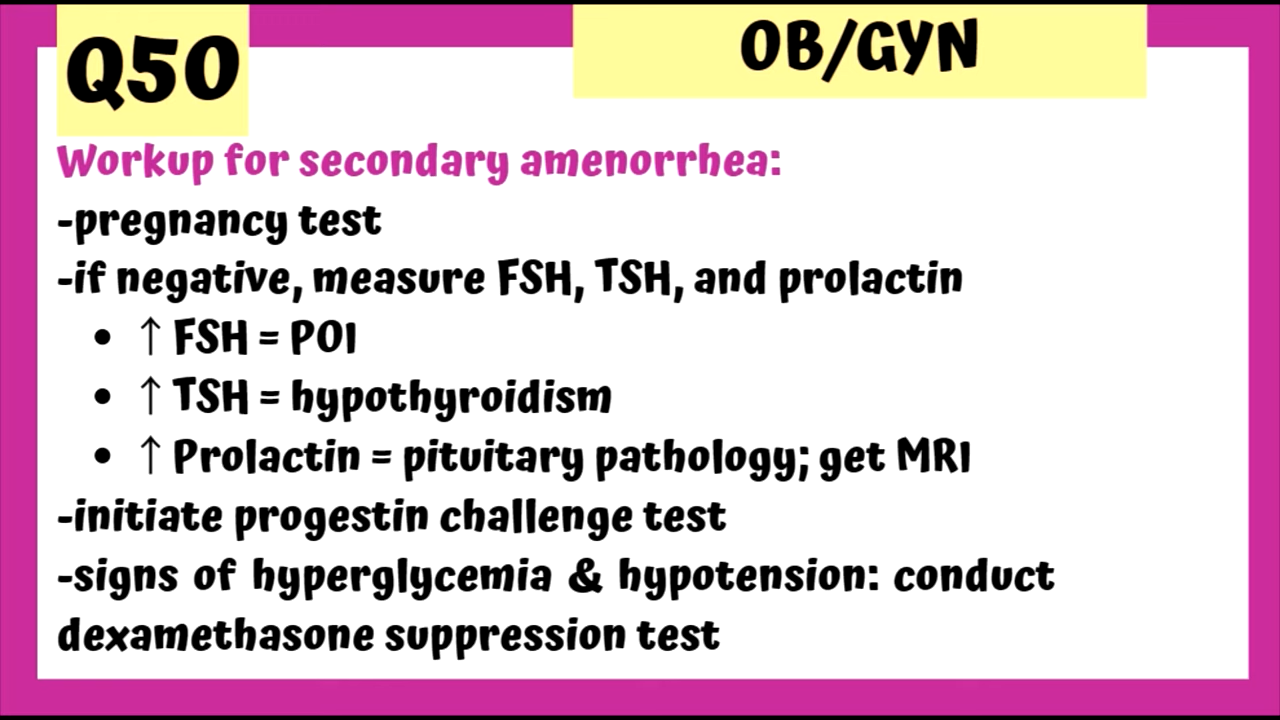 Q50
OB/GYN
Workup for secondary amenorrhea:
-pregnancy test
-if negative, measure FSH, TSH, and prolactin
• ↑ FSH = POI
• ↑ TSH = hypothyroidism
• ↑ Prolactin = pituitary pathology; get MRI
-initiate progestin challenge test
-signs of hyperglycemia & hypotension: conduct
dexamethasone suppression test